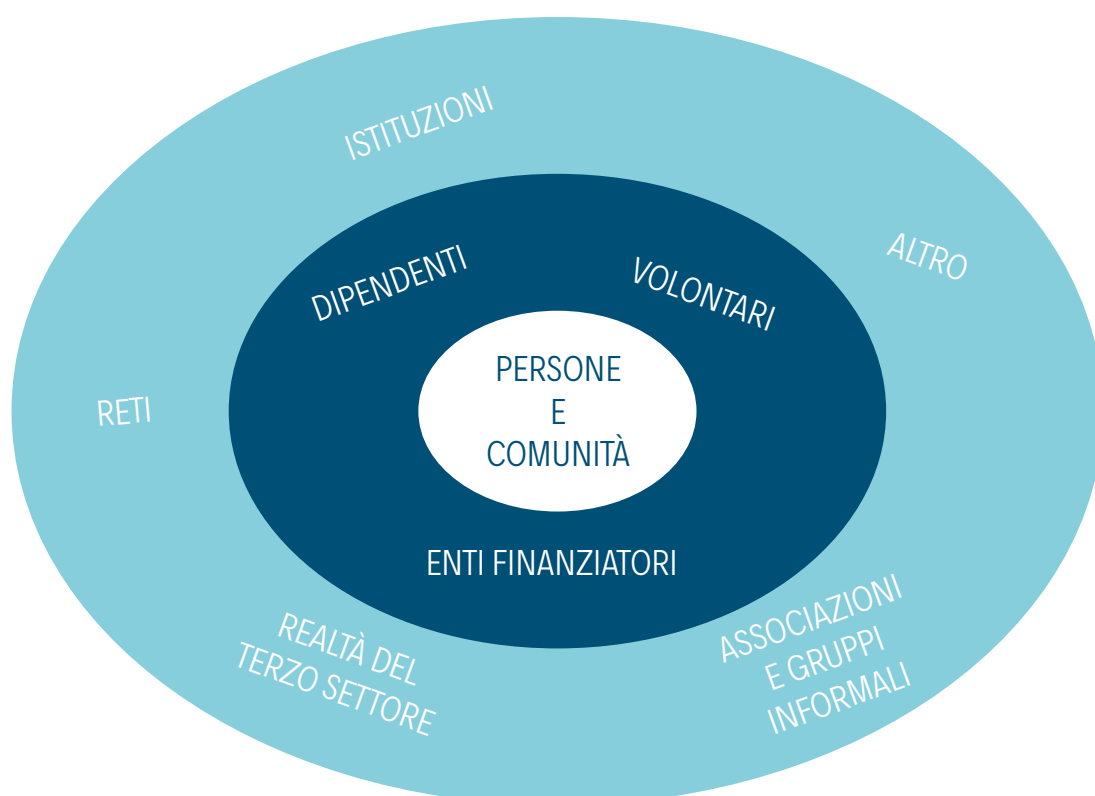 ISTITUZIONI
ALTRO
DIPENDENTI
VOLONTARI
PERSONE
E
COMUNITÀ
RETI
ENTI FINANZIATORI
REALTÀ DEL
TERZO SETTORE
ASSOCIAZIONI
E GRUPPI
INFORMALI